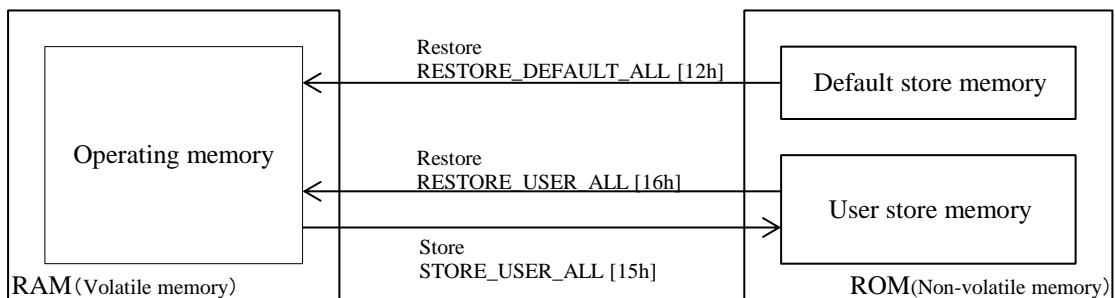 Restore
RESTORE_DEFAULT_ALL [12h]
Default store memory
Operating memory
Restore
RESTORE_USER_ALL [16h]
User store memory
Store
STORE_USER_ALL [15h]
RAM(Volatile memory)
ROM(Non-volatile memory)